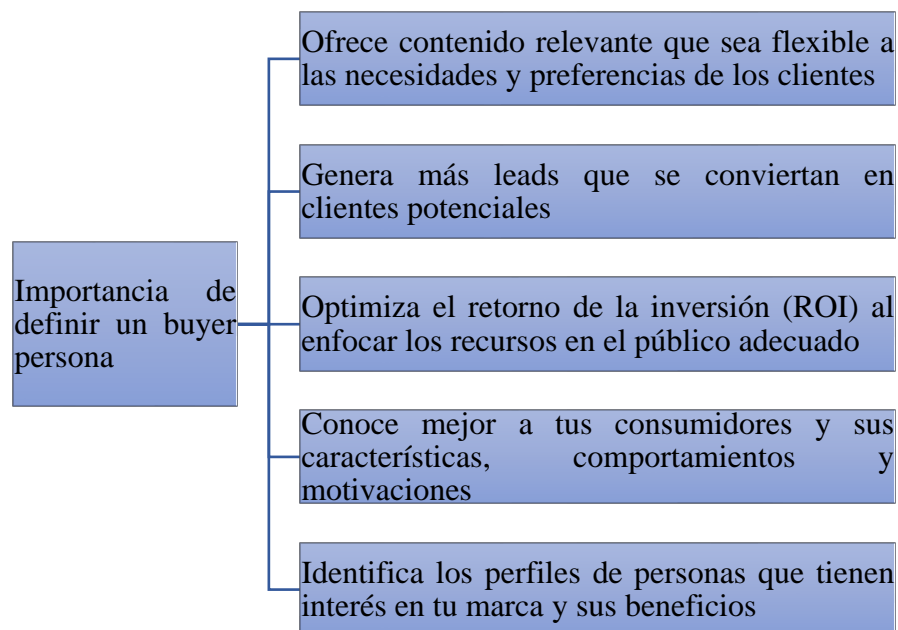 Importancia de
definir un buyer
persona
Ofrece contenido relevante que sea flexible a
las necesidades y preferencias de los clientes
Genera más leads que se conviertan en
clientes potenciales
Optimiza el retorno de la inversión (ROI) al
enfocar los recursos en el público adecuado
Conoce mejor a tus consumidores y sus
características, comportamientos y
motivaciones
Identifica los perfiles de personas que tienen
interés en tu marca y sus beneficios